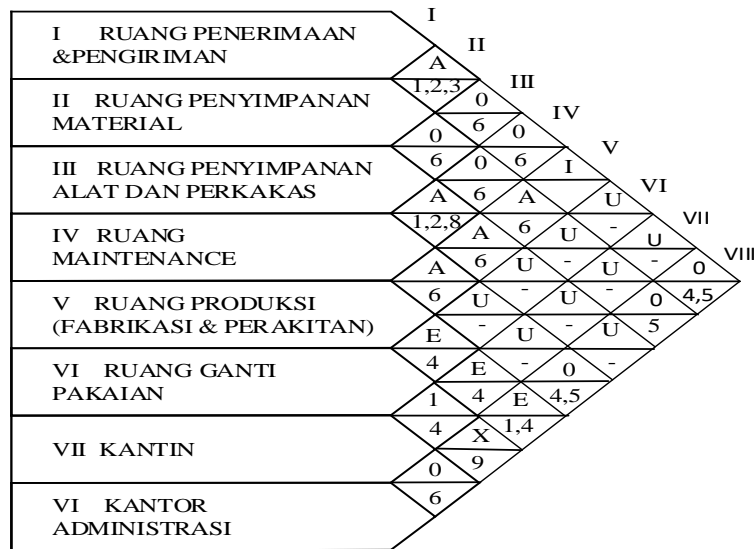 I
I RUANG PENERIMAAN
&PENGIRIMAN
II
A
III
1,2,3
II RUANG PENYIMPANAN
MATERIAL
0
IV
0 6 0
V
III RUANG PENYIMPANAN
ALAT DAN PERKAKAS
6 0 6 I
VI
A 6 A U
VII
1,2,8
IV RUANG
MAINTENANCE
A 6 U - U
VIII
A 6 U - U - 0
V RUANG PRODUKSI
(FABRIKASI & PERAKITAN)
6 U - U - 0 4,5
E - U - U 5
VI RUANG GANTI
PAKAIAN
4 E - 0 -
1 4 E 4,5
VII KANTIN
4 X 1,4
0 9
VI KANTOR
ADMINISTRASI
6